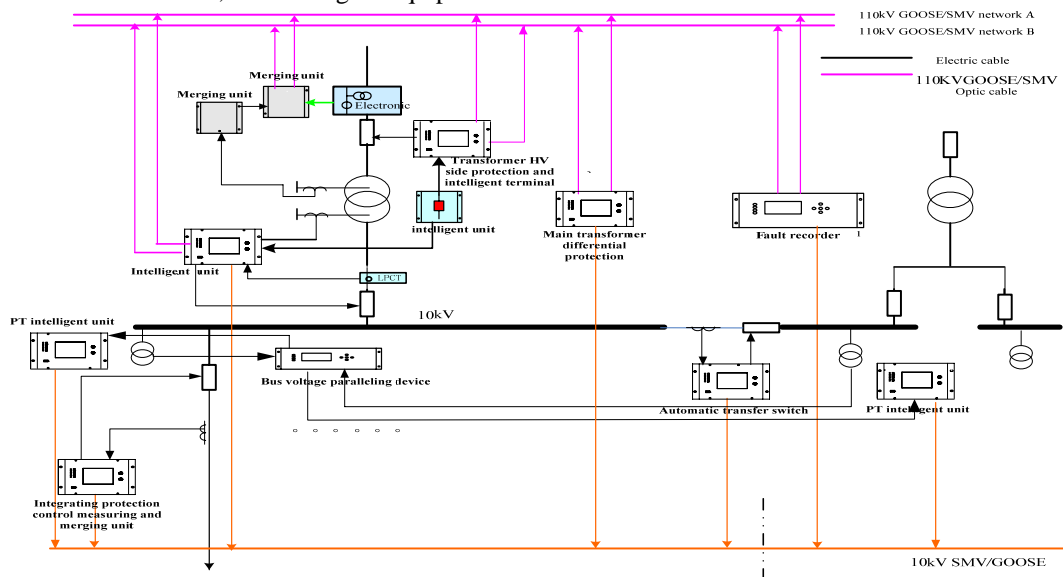 110kV GOOSE/SMV network A
110kV GOOSE/SMV network B
Electric cable
110KVGOOSE/SMV
Optic cable
Merging unit
Merging unit
Electronic
Transformer HV
side protection and
intelligent terminal
intelligent unit
Main transformer
differential
protection
Fault recorder
Intelligent unit
LPCT
10kV
PT intelligent unit
Bus voltage paralleling device
Automatic transfer switch
PT intelligent unit
Integrating protection
control measuring and
merging unit
10kV SMV/GOOSE